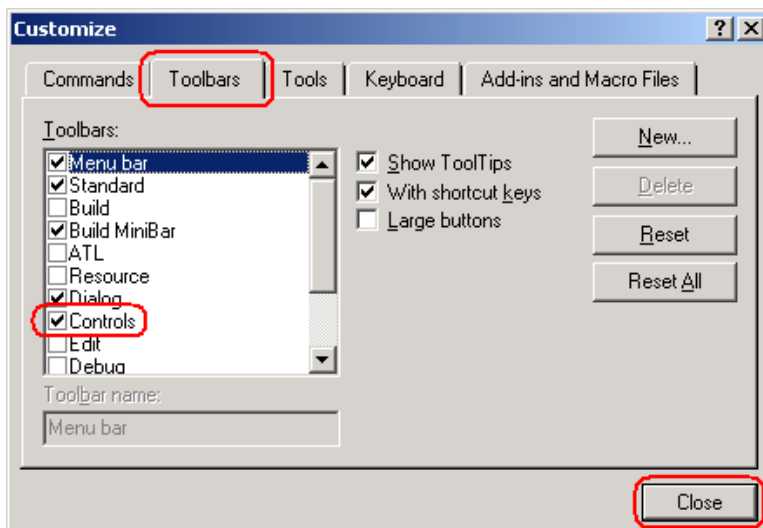 Customize
Commands Toolbars Tools Keyboard Add-ins and Macro Files
Toolbars:
Menu bar
Standard
Build
Build MiniBar
ATL
Resource
Dialog
Controls
Edit
Debug
Show ToolTips
With shortcut keys
Large buttons
New...
Delete
Reset
Reset All
Toolbar name:
Menu bar
Close